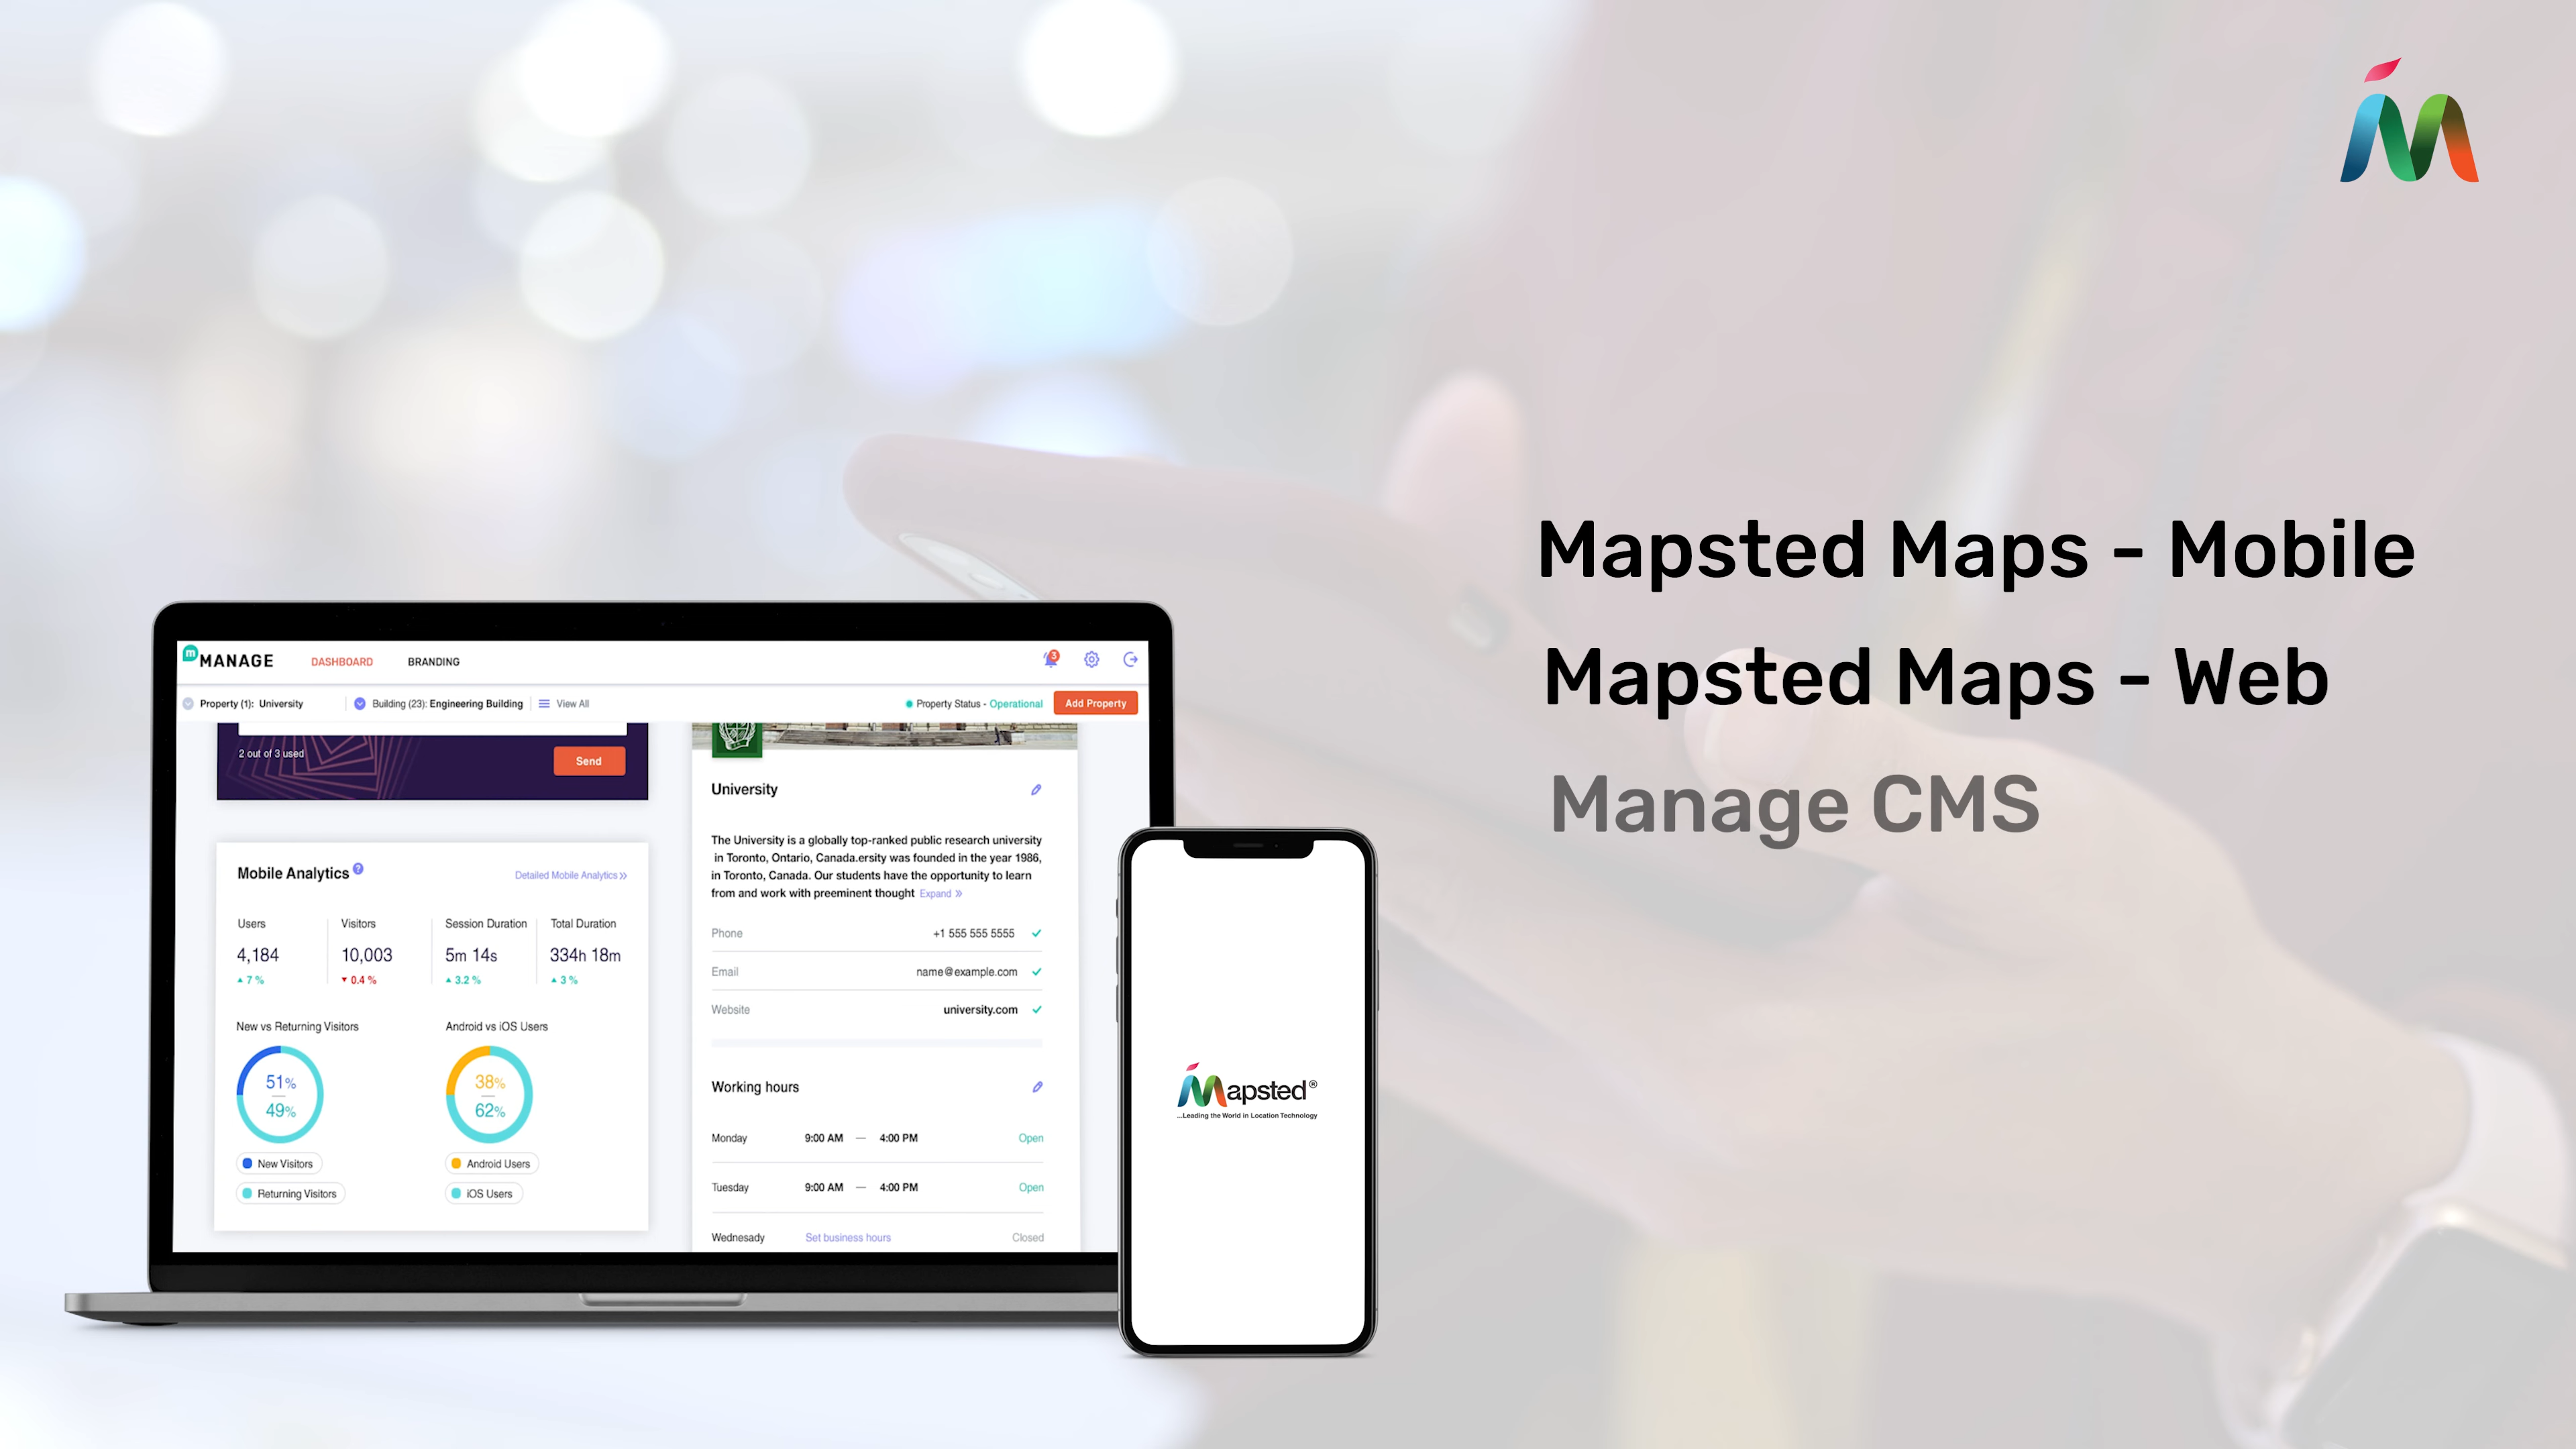 Mapsted Maps - Mobile
Mapsted Maps - Web
Manage CMS
m MANAGE
DASHBOARD
BRANDING
3
Property (1): University
Building (23): Engineering Building
View All
Property Status - Operational
Add Property
2 out of 3 used
Send
Mobile Analytics ?
Detailed Mobile Analytics »
Users
Visitors
Session Duration
Total Duration
4,184
10,003
5m 14s
334h 18m
7 %
0.4 %
3.2 %
3 %
New vs Returning Visitors
Android vs iOS Users
51%
49%
38%
62%
New Visitors
Returning Visitors
Android Users
iOS Users
University
The University is a globally top-ranked public research university
in Toronto, Ontario, Canada.ersity was founded in the year 1986,
in Toronto, Canada. Our students have the opportunity to learn
from and work with preeminent thought Expand »
Phone +1 555 555 5555
Email name@example.com
Website university.com
Working hours
Monday 9:00 AM — 4:00 PM Open
Tuesday 9:00 AM — 4:00 PM Open
Wednesady Set business hours Closed
Mapsted®
...Leading the World in Location Technology